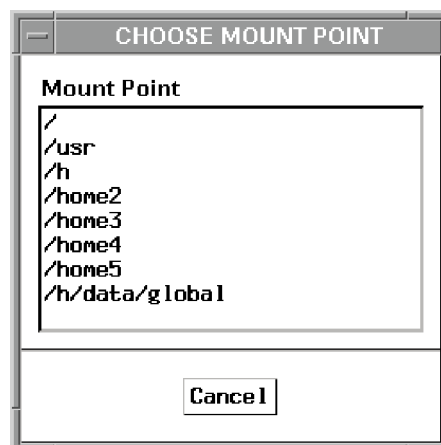 CHOOSE MOUNT POINT
Mount Point
/
/usr
/h
/home2
/home3
/home4
/home5
/h/data/global
Cancel